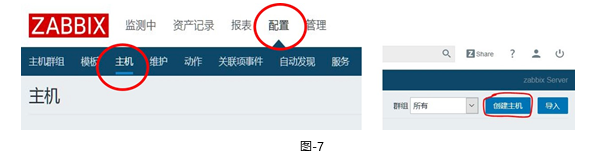 ZABBIX 监测中 资产记录 报表 配置 管理
主机群组 模板 主机 维护 动作 关联项事件 自动发现 服务
主机
Z Share ?
zabbix Server
群组 所有 创建主机 导入
图-7